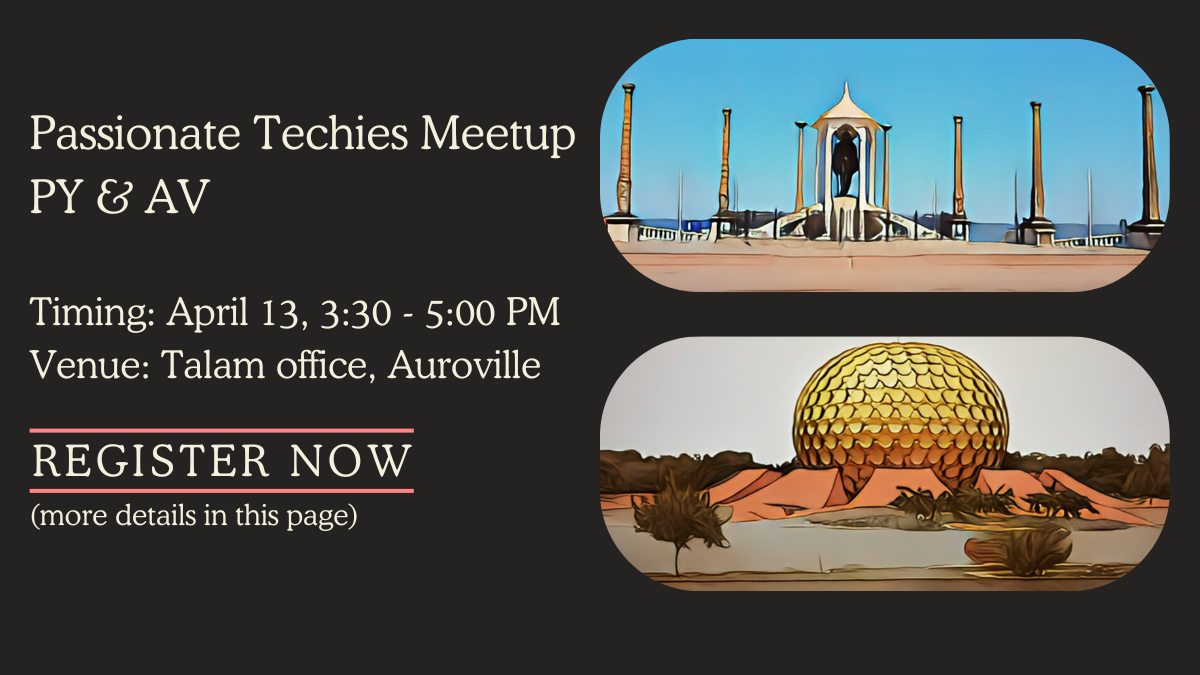 Passionate Techies Meetup
PY & AV
Timing: April 13, 3:30 - 5:00 PM
Venue: Talam office, Auroville
REGISTER NOW
(more details in this page)